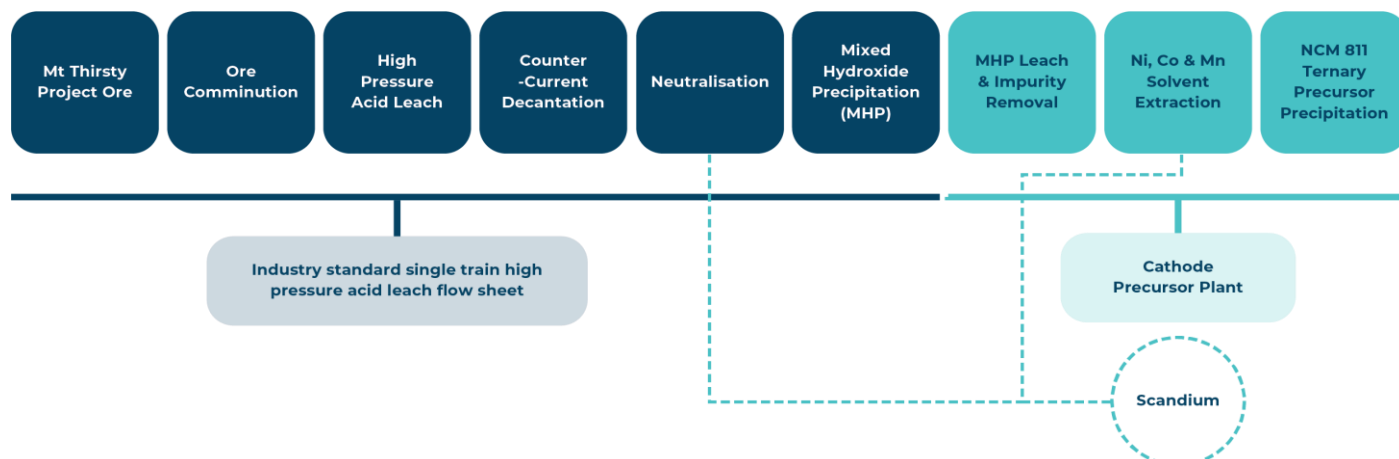 Mt Thirsty
Project Ore
Ore
Comminution
High
Pressure
Acid Leach
Counter
-Current
Decantation
Neutralisation
Mixed
Hydroxide
Precipitation
(MHP)
MHP Leach
& Impurity
Removal
Ni, Co & Mn
Solvent
Extraction
NCM 811
Ternary
Precursor
Precipitation
Industry standard single train high
pressure acid leach flow sheet
Cathode
Precursor Plant
Scandium